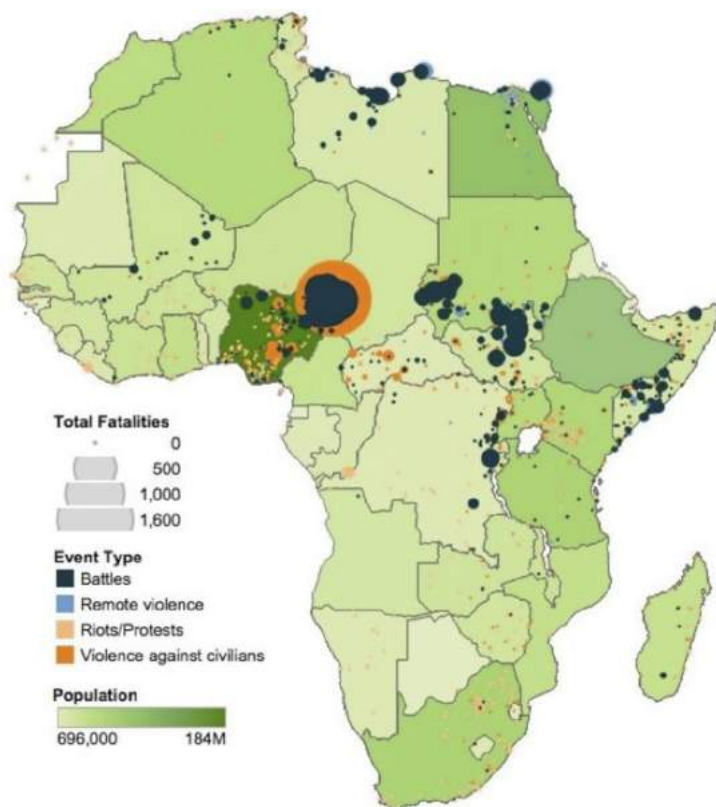 Total Fatalities
0
500
1,000
1,600
Event Type
Battles
Remote violence
Riots/Protests
Violence against civilians
Population
696,000 184M